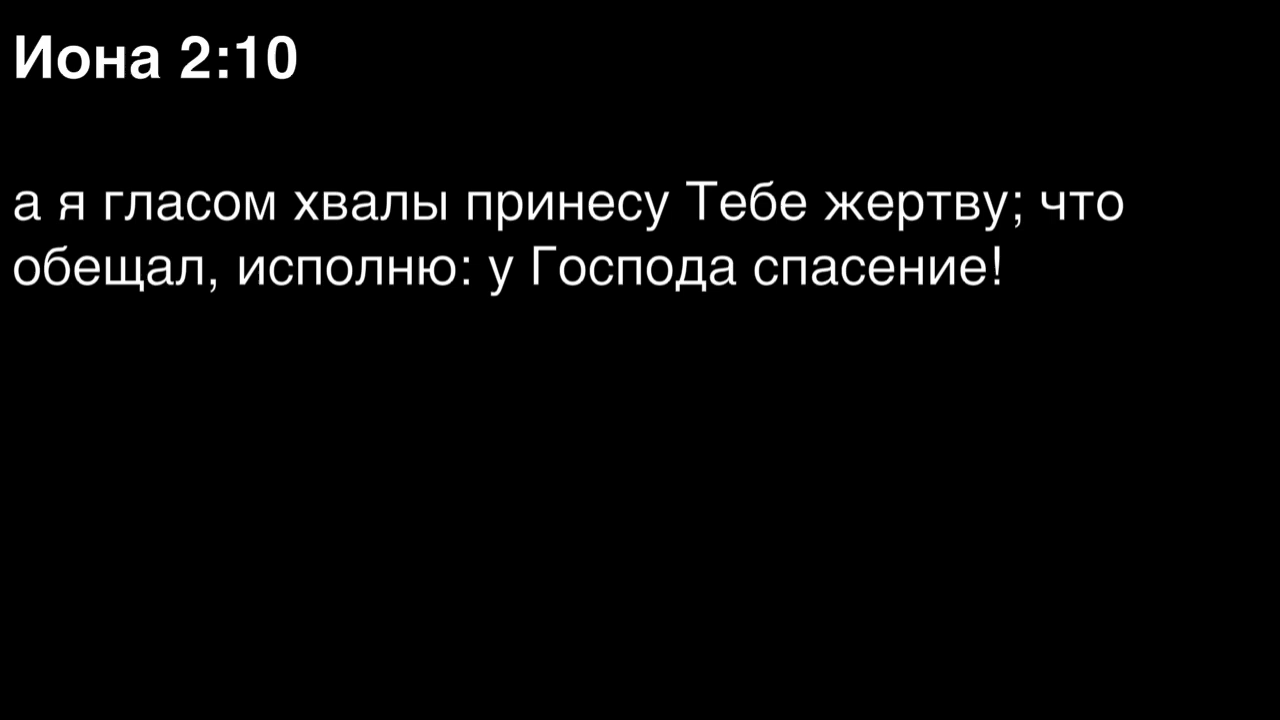 Иона 2:10
а я гласом хвалы принесу Тебе жертву; что
обещал, исполню: у Господа спасение!